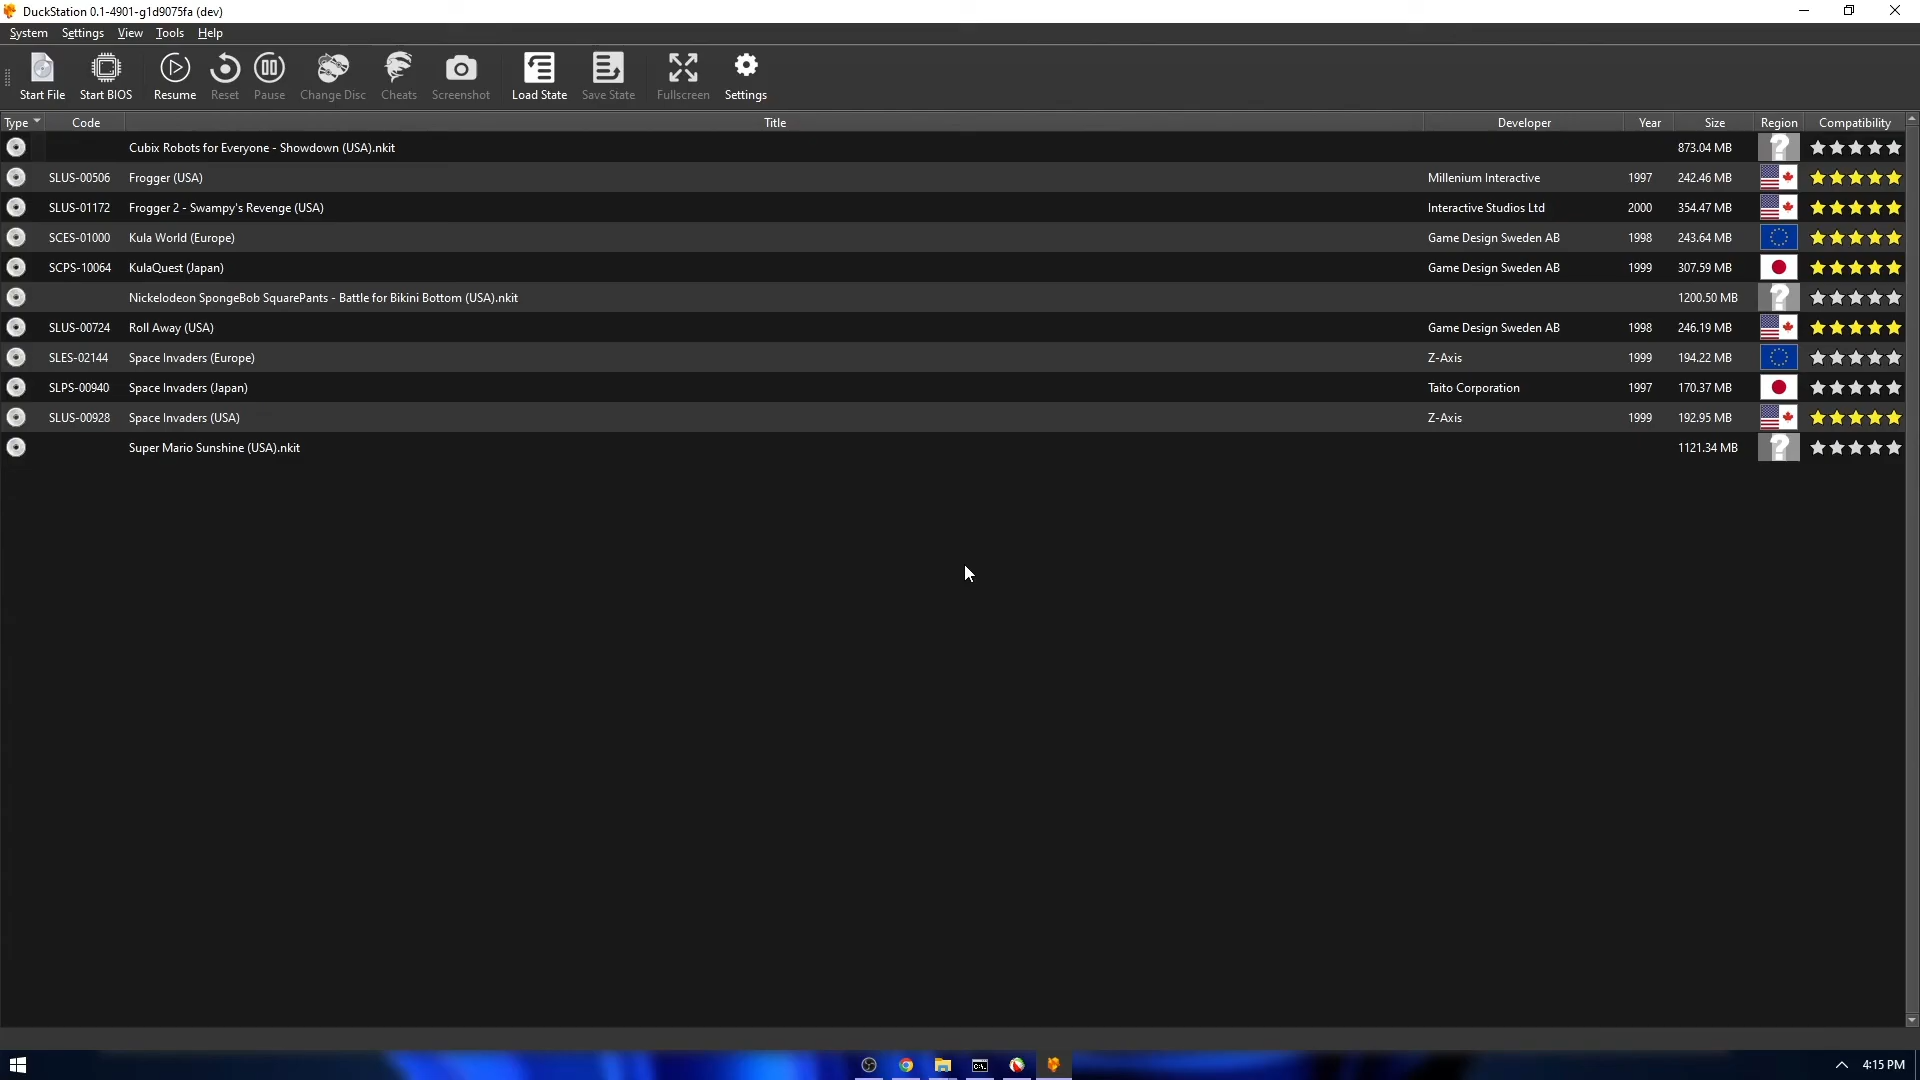 DuckStation 0.1-4901-g1d9075fa (dev)
System Settings View Tools Help
Start File Start BIOS Resume Reset Pause Change Disc Cheats Screenshot Load State Save State Fullscreen Settings
Type Code Title Developer Year Size Region Compatibility
Cubix Robots for Everyone - Showdown (USA).nkit 873.04 MB ?
SLUS-00506 Frogger (USA) Millenium Interactive 1997 242.46 MB
SLUS-01172 Frogger 2 - Swampy's Revenge (USA) Interactive Studios Ltd 2000 354.47 MB
SCES-01000 Kula World (Europe) Game Design Sweden AB 1998 243.64 MB
SCPS-10064 KulaQuest (Japan) Game Design Sweden AB 1999 307.59 MB
Nickelodeon SpongeBob SquarePants - Battle for Bikini Bottom (USA).nkit 1200.50 MB ?
SLUS-00724 Roll Away (USA) Game Design Sweden AB 1998 246.19 MB
SLES-02144 Space Invaders (Europe) Z-Axis 1999 194.22 MB
SLPS-00940 Space Invaders (Japan) Taito Corporation 1997 170.37 MB
SLUS-00928 Space Invaders (USA) Z-Axis 1999 192.95 MB
Super Mario Sunshine (USA).nkit 1121.34 MB ?
4:15 PM